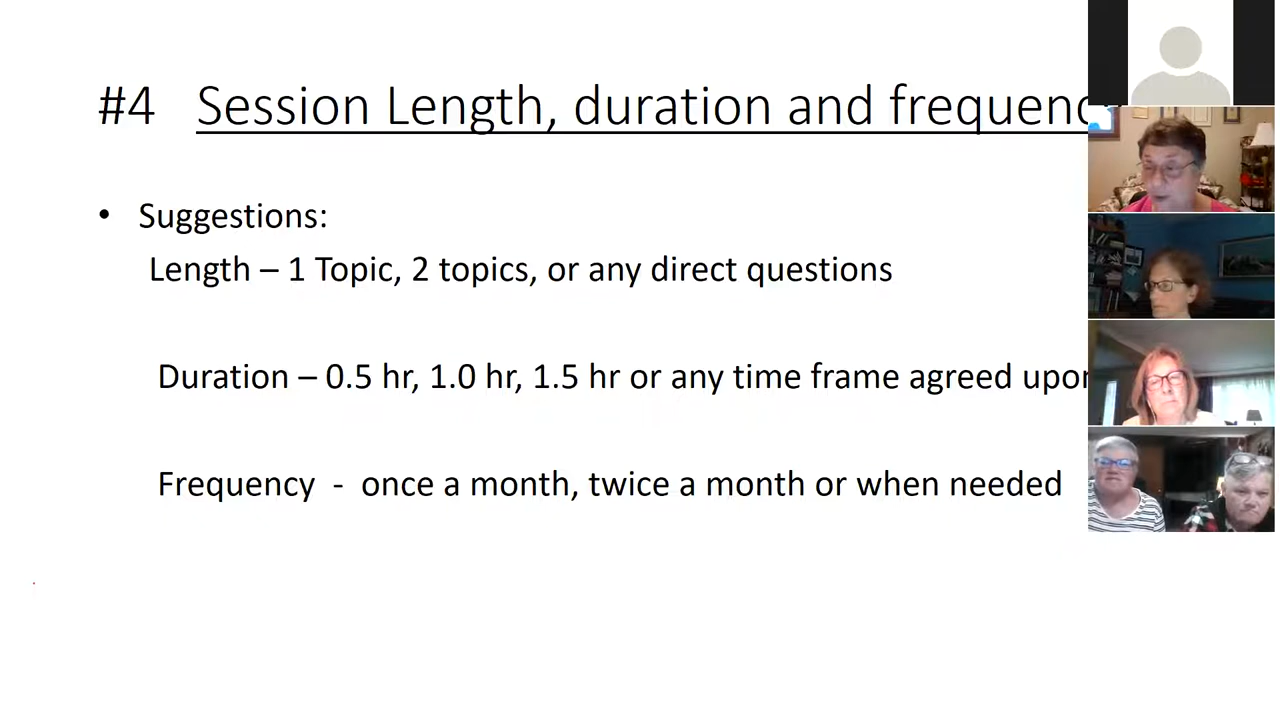 #4 Session Length, duration and frequenc
• Suggestions:
Length – 1 Topic, 2 topics, or any direct questions
Duration – 0.5 hr, 1.0 hr, 1.5 hr or any time frame agreed upon
Frequency - once a month, twice a month or when needed